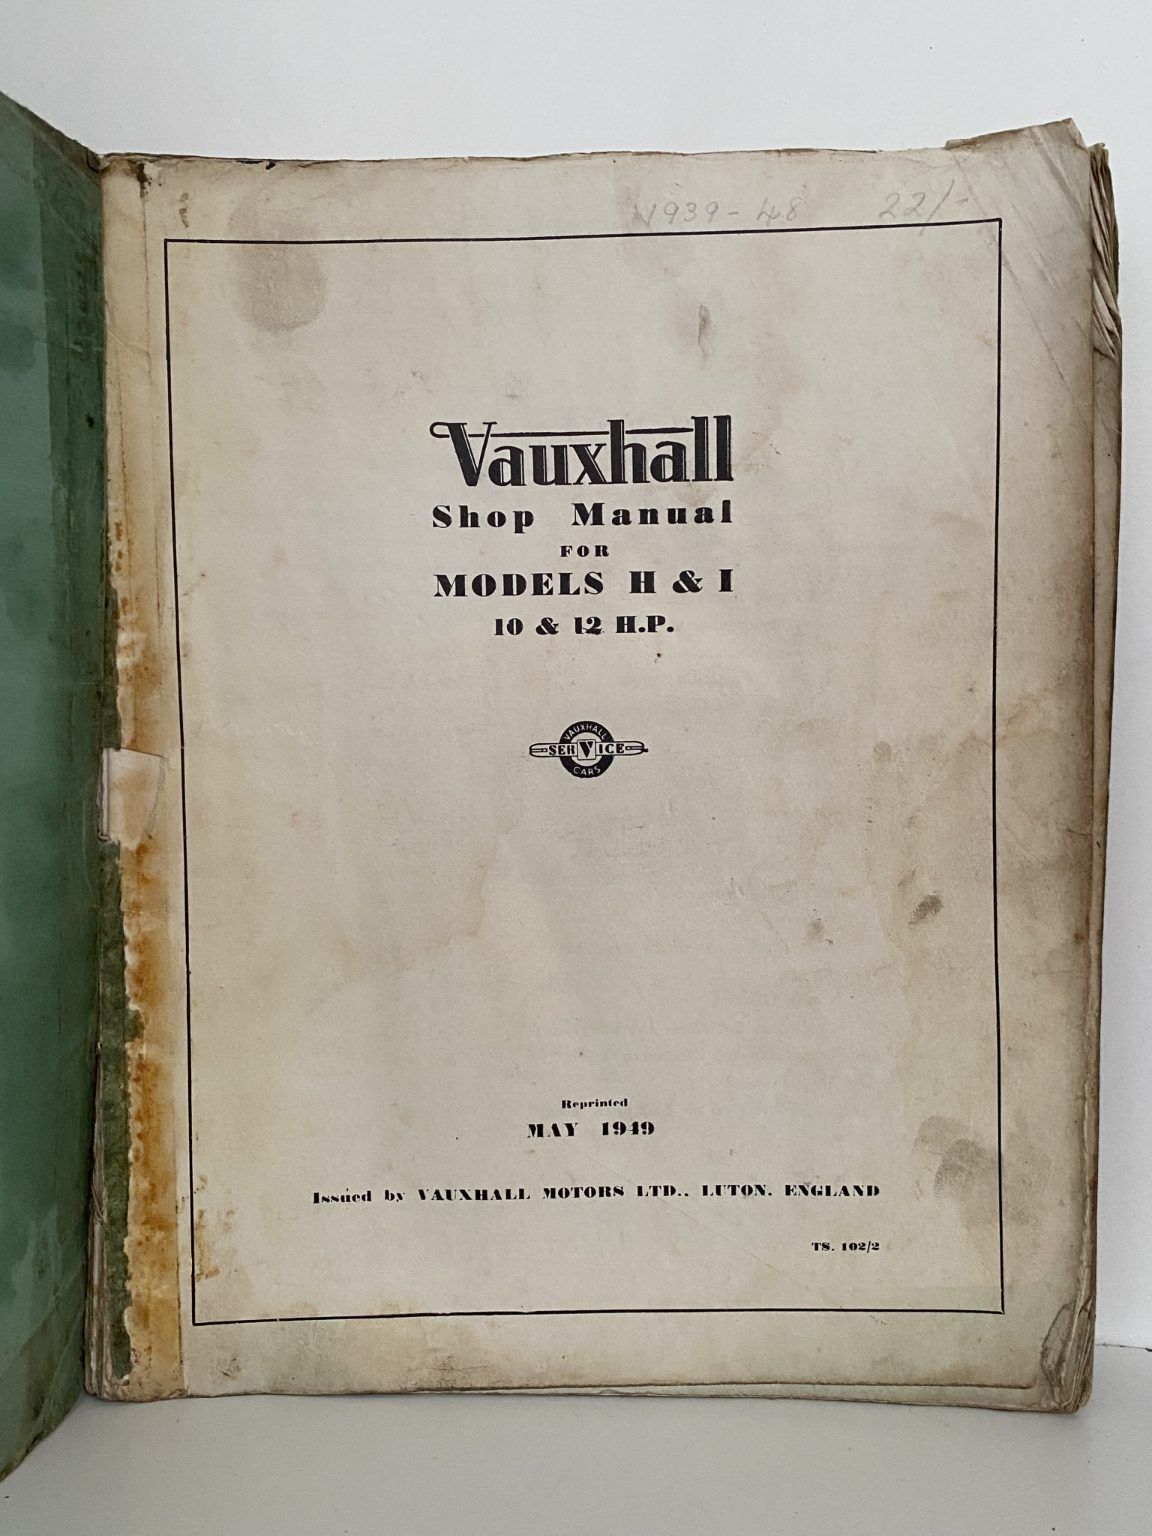 1939-48 22/-
Vauxhall
Shop Manual
FOR
MODELS H & I
10 & 12 H.P.
VAUXHALL
SERVICE
CARS
Reprinted
MAY 1949
Issued by VAUXHALL MOTORS LTD., LUTON, ENGLAND
TS. 102/2